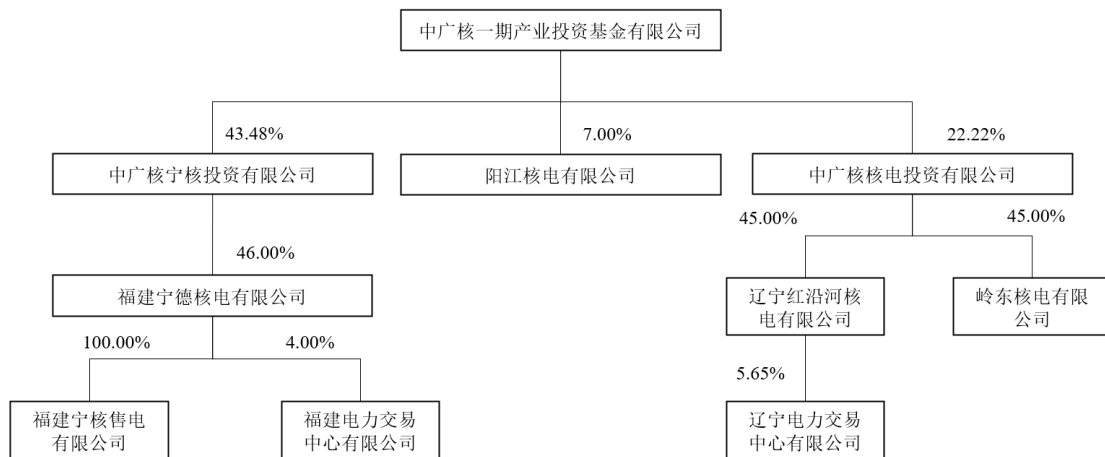 中广核一期产业投资基金有限公司
43.48%
7.00%
22.22%
中广核宁核投资有限公司
阳江核电有限公司
中广核核电投资有限公司
45.00%
45.00%
46.00%
福建宁德核电有限公司
辽宁红沿河核
电有限公司
岭东核电有限
公司
100.00%
4.00%
5.65%
福建宁核售电
有限公司
福建电力交易
中心有限公司
辽宁电力交易
中心有限公司